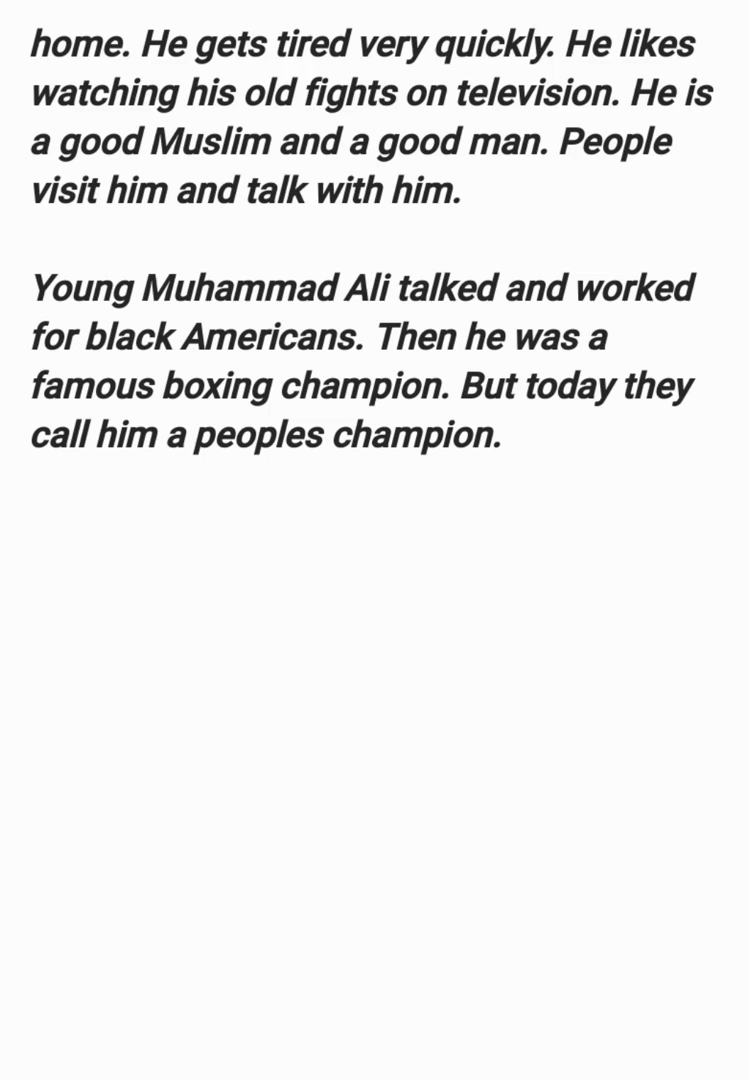 home. He gets tired very quickly. He likes
watching his old fights on television. He is
a good Muslim and a good man. People
visit him and talk with him.
Young Muhammad Ali talked and worked
for black Americans. Then he was a
famous boxing champion. But today they
call him a peoples champion.